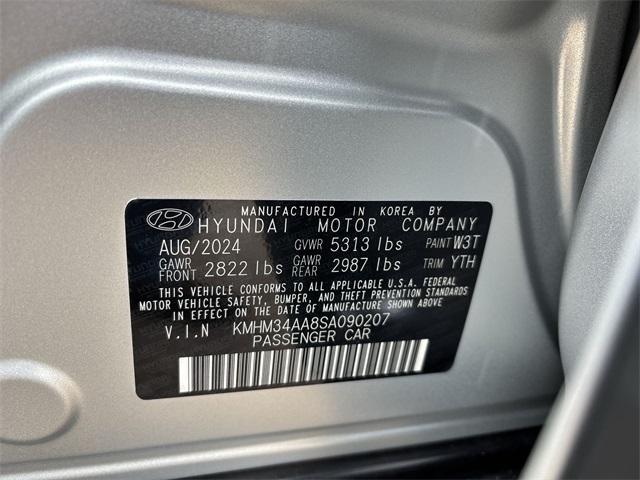 MANUFACTURED IN KOREA BY
HYUNDAI MOTOR COMPANY
AUG/2024 GVWR 5313 lbs PAINT W3T
GAWR FRONT 2822 lbs GAWR REAR 2987 lbs TRIM YTH
THIS VEHICLE CONFORMS TO ALL APPLICABLE U.S.A. FEDERAL
MOTOR VEHICLE SAFETY, BUMPER, AND THEFT PREVENTION STANDARDS
IN EFFECT ON THE DATE OF MANUFACTURE SHOWN ABOVE
V.I.N KMHM34AA8SA090207
PASSENGER CAR